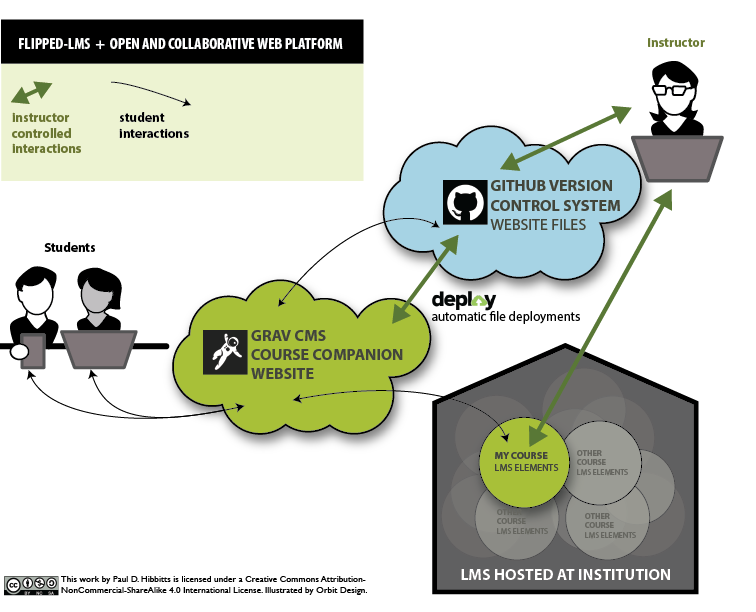 FLIPPED-LMS + OPEN AND COLLABORATIVE WEB PLATFORM
Instructor
controlled
interactions
student
interactions
Instructor
GITHUB VERSION
CONTROL SYSTEM
WEBSITE FILES
Students
deploy
automatic file deployments
GRAV CMS
COURSE COMPANION
WEBSITE
MY COURSE
LMS ELEMENTS
OTHER
COURSE
LMS ELEMENTS
OTHER
COURSE
LMS ELEMENTS
OTHER
COURSE
LMS ELEMENTS
LMS HOSTED AT INSTITUTION
cc
BY NC SA
This work by Paul D. Hibbitts is licensed under a Creative Commons Attribution-
NonCommercial-ShareAlike 4.0 International License. Illustrated by Orbit Design.